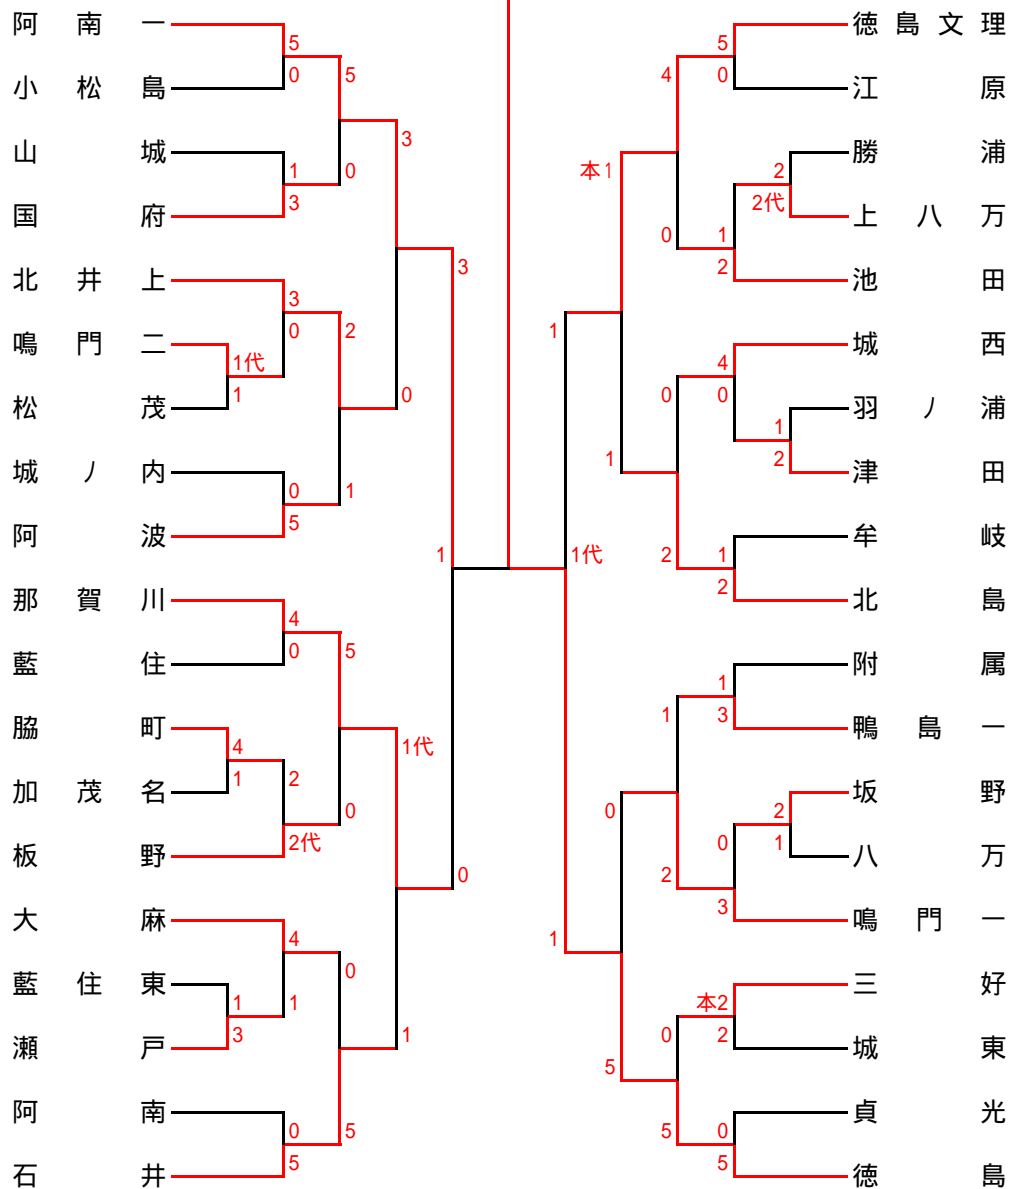 阿南一
5
0
小松島
5
山城
1
3
国府
0
3
北井上
3
0
鳴門二
1代
1
松茂
2
城ノ内
0
5
阿波
1
0
3
那賀川
4
0
藍住
5
脇町
4
1
加茂名
2
2代
板野
0
1代
大麻
4
藍住東
1
3
瀬戸
1
0
阿南
0
5
石井
5
1
0
1
1代
徳島文理
5
0
江原
4
勝浦
2
2代
上八万
1
2
池田
0
本1
城西
4
0
羽ノ浦
1
2
津田
0
牟岐
1
2
北島
2
1
1
附属
1
3
鴨島一
1
坂野
2
1
八万
0
3
鳴門一
2
0
三好
本2
2
城東
0
貞光
0
5
徳島
5
5
1